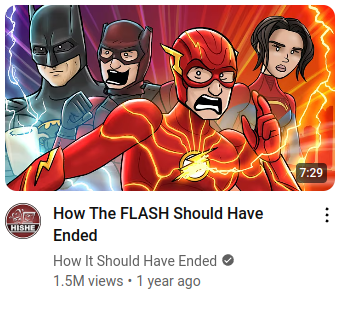 7:29
HISHE
How The FLASH Should Have
Ended
How It Should Have Ended
1.5M views • 1 year ago